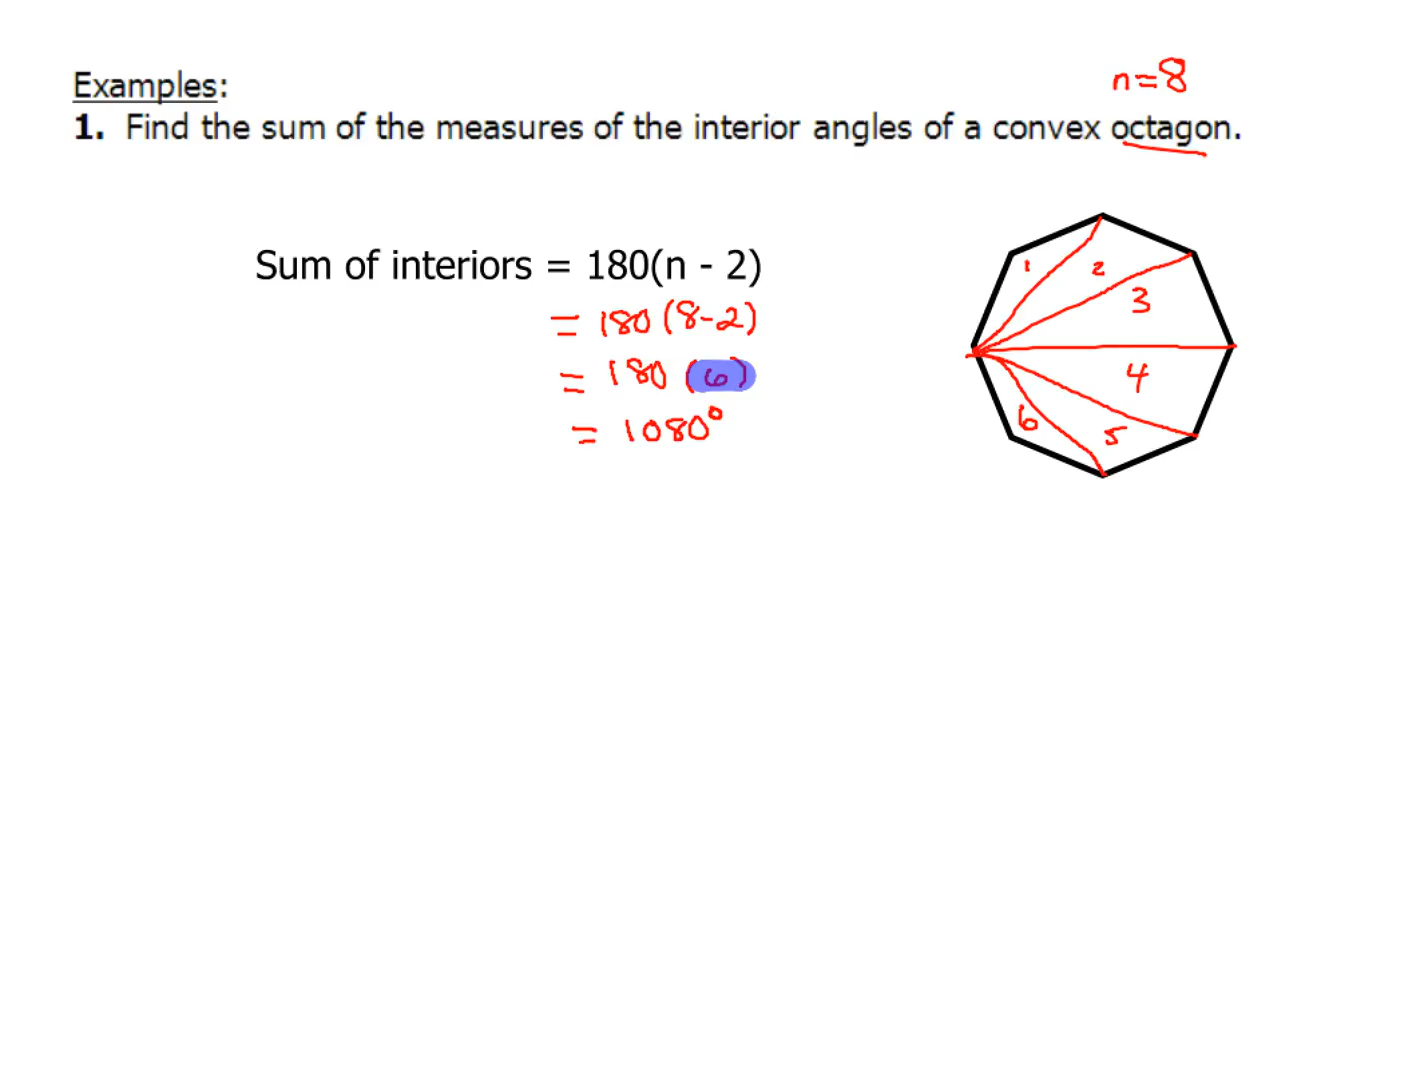 Examples:
n=8
1. Find the sum of the measures of the interior angles of a convex octagon.
Sum of interiors = 180(n - 2)
= 180 (8-2)
= 180 (6)
= 1080°
1
2
3
4
5
6